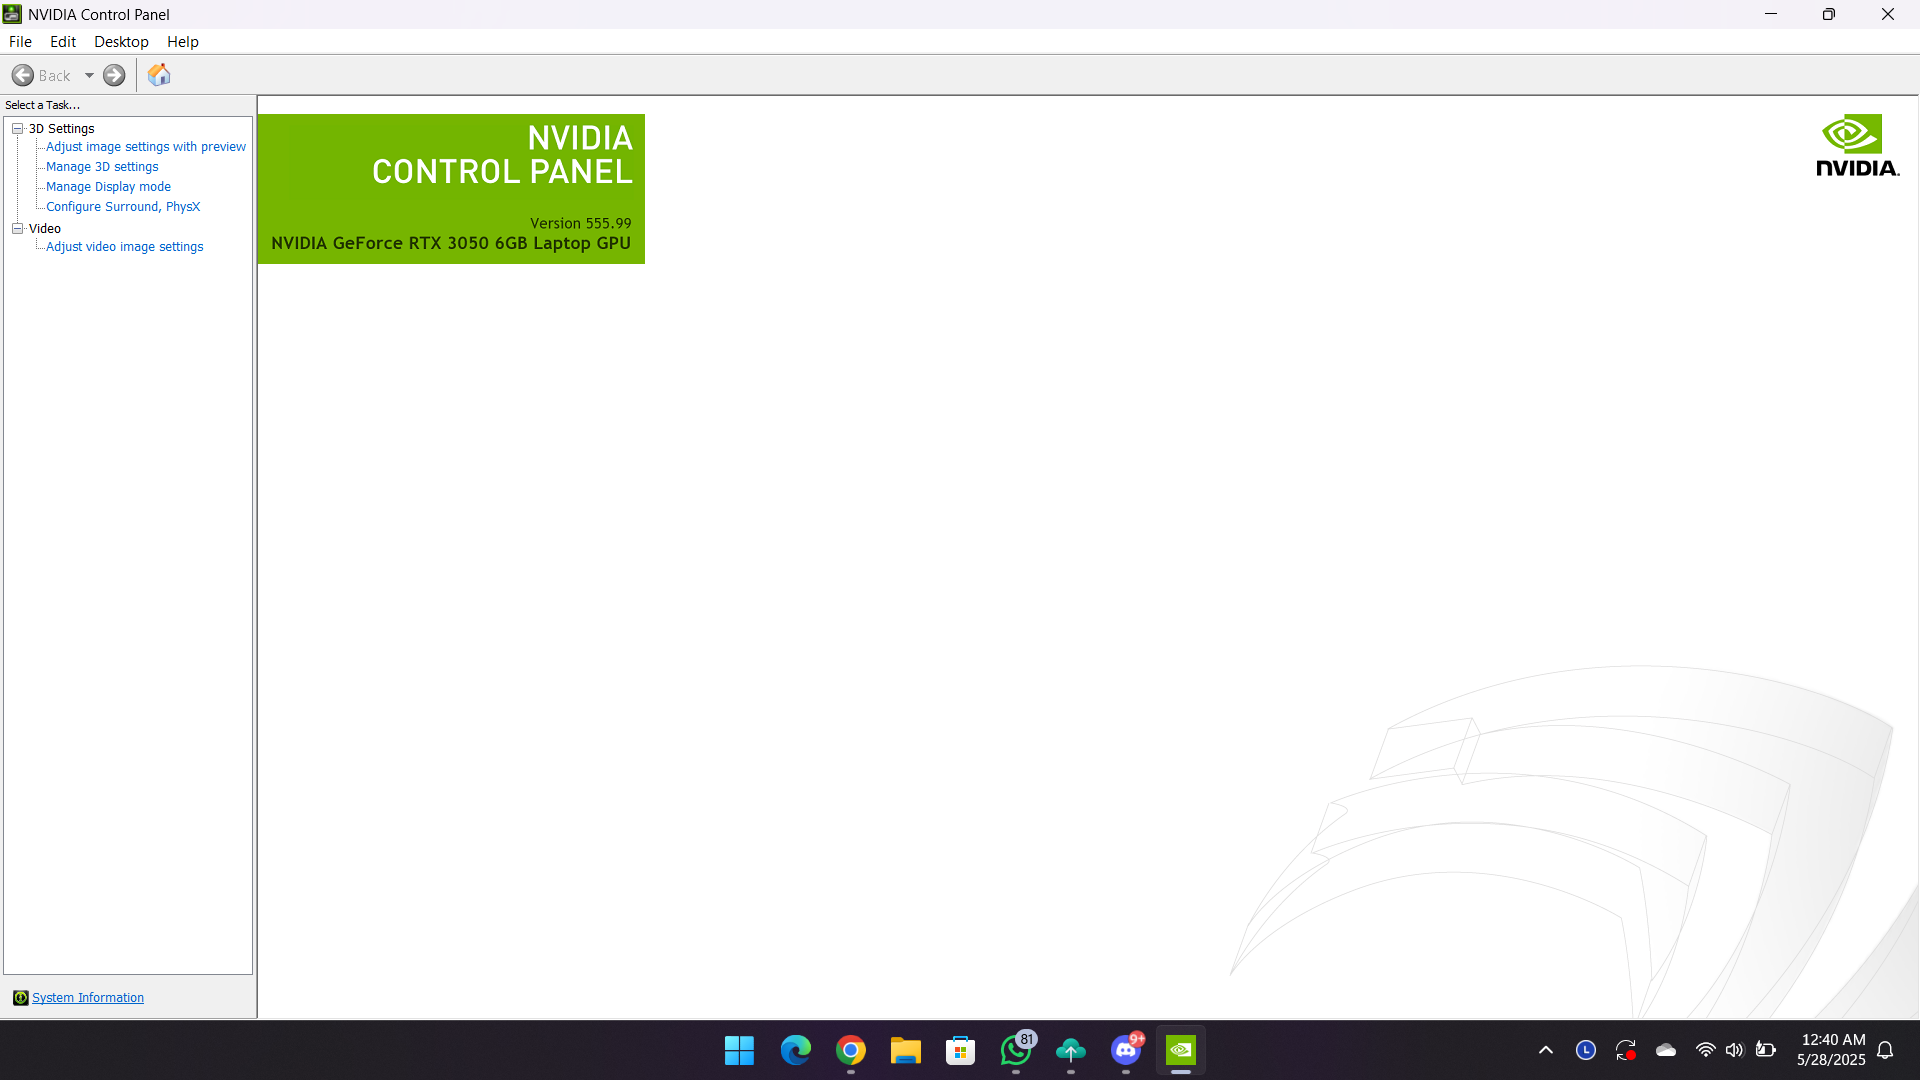 NVIDIA Control Panel
File Edit Desktop Help
Back
Select a Task...
3D Settings
Adjust image settings with preview
Manage 3D settings
Manage Display mode
Configure Surround, PhysX
Video
Adjust video image settings
NVIDIA
CONTROL PANEL
Version 555.99
NVIDIA GeForce RTX 3050 6GB Laptop GPU
NVIDIA.
System Information
81
9+
L
12:40 AM
5/28/2025